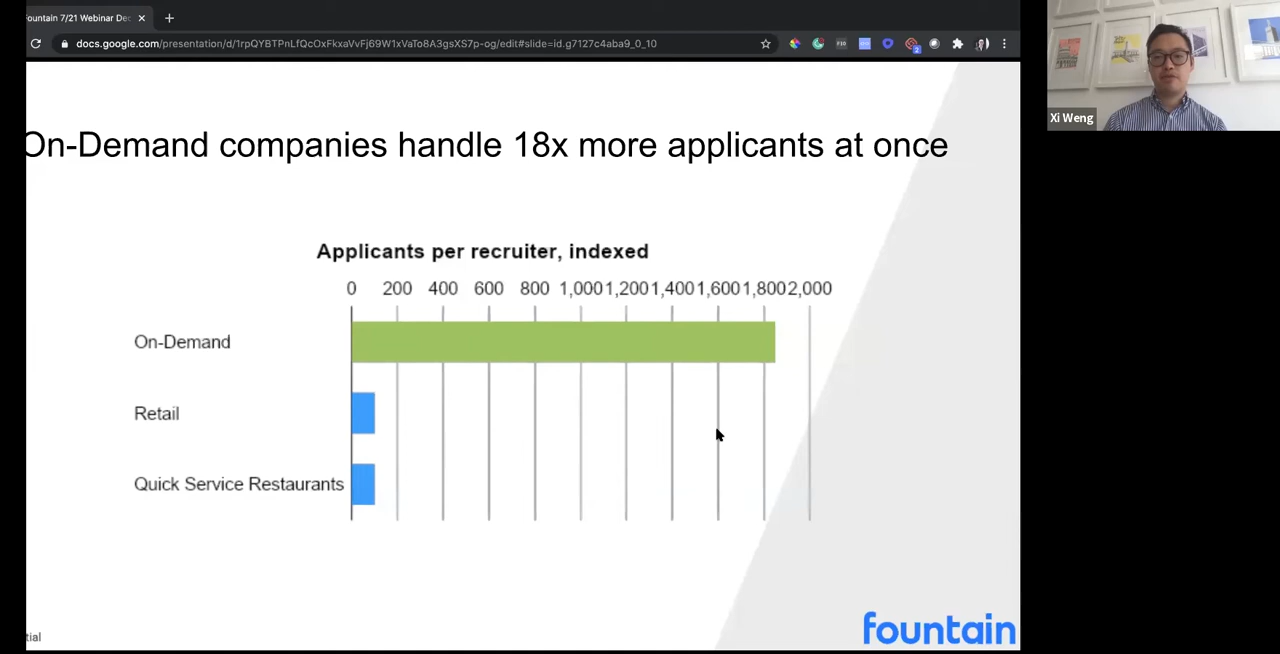 Fountain 7/21 Webinar Dec
docs.google.com/presentation/d/1rpQYBTPnLfQcOxFkxaVvFj69W1xVaTo8A3gsXS7p-og/edit#slide=id.g7127c4aba9_0_10
2
Xi Weng
On-Demand companies handle 18x more applicants at once
Applicants per recruiter, indexed
0 200 400 600 800 1,000 1,200 1,400 1,600 1,800 2,000
On-Demand
Retail
Quick Service Restaurants
tial
fountain